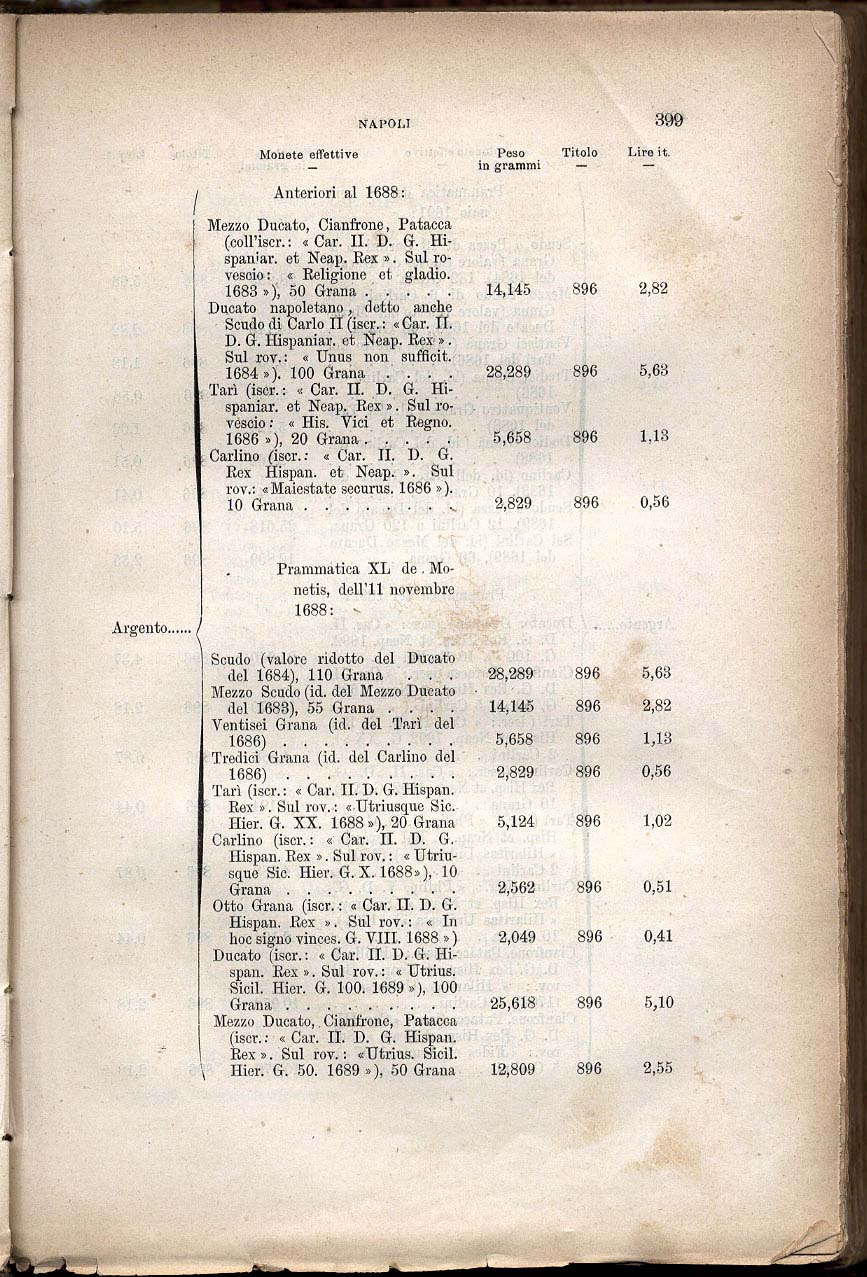 NAPOLI 399
Monete effettive Peso in grammi Titolo Lire it.
Anteriori al 1688:
Mezzo Ducato, Cianfrone, Patacca
(coll'iscr.: « Car. II. D. G. Hi-
spaniar. et Neap. Rex ». Sul ro-
vescio: « Religione et gladio.
1683 »), 50 Grana . . . . . 14,145 896 2,82
Ducato napoletano, detto anche
Scudo di Carlo II (iscr.: «Car. II.
D. G. Hispaniar. et Neap. Rex ».
Sul rov.: « Unus non sufficit.
1684 »). 100 Grana . . . . 28,289 896 5,63
Tarì (iscr.: « Car. II. D. G. Hi-
spaniar. et Neap. Rex ». Sul ro-
vescio: « His. Vici et Regno.
1686 »), 20 Grana . . . . 5,658 896 1,13
Carlino (iscr.: « Car. II. D. G.
Rex Hispan. et Neap. ». Sul
rov.: «Maiestate securus. 1686 »).
10 Grana . . . . . . . . 2,829 896 0,56
Prammatica XL de . Mo-
netis, dell'11 novembre
1688:
Argento......
Scudo (valore ridotto del Ducato
del 1684), 110 Grana . . . 28,289 896 5,63
Mezzo Scudo (id. del Mezzo Ducato
del 1683), 55 Grana . . . . 14,145 896 2,82
Ventisei Grana (id. del Tarì del
1686) . . . . . . . . . 5,658 896 1,13
Tredici Grana (id. del Carlino del
1686) . . . . . . . . . 2,829 896 0,56
Tarì (iscr.: « Car. II. D. G. Hispan.
Rex ». Sul rov.: « Utriusque Sic.
Hier. G. XX. 1688 »), 20 Grana 5,124 896 1,02
Carlino (iscr.: « Car. II. D. G.
Hispan. Rex ». Sul rov.: « Utriu-
sque Sic. Hier. G. X. 1688»), 10
Grana . . . . . . . . . 2,562 896 0,51
Otto Grana (iscr.: « Car. II. D. G.
Hispan. Rex ». Sul rov.: « In
hoc signo vinces. G. VIII. 1688 ») 2,049 896 0,41
Ducato (iscr.: « Car. II. D. G. Hi-
span. Rex ». Sul rov.: « Utrius.
Sicil. Hier. G. 100. 1689 »), 100
Grana . . . . . . . . . 25,618 896 5,10
Mezzo Ducato, Cianfrone, Patacca
(iscr.: « Car. II. D. G. Hispan.
Rex ». Sul rov.: «Utrius. Sicil.
Hier. G. 50. 1689 »), 50 Grana 12,809 896 2,55